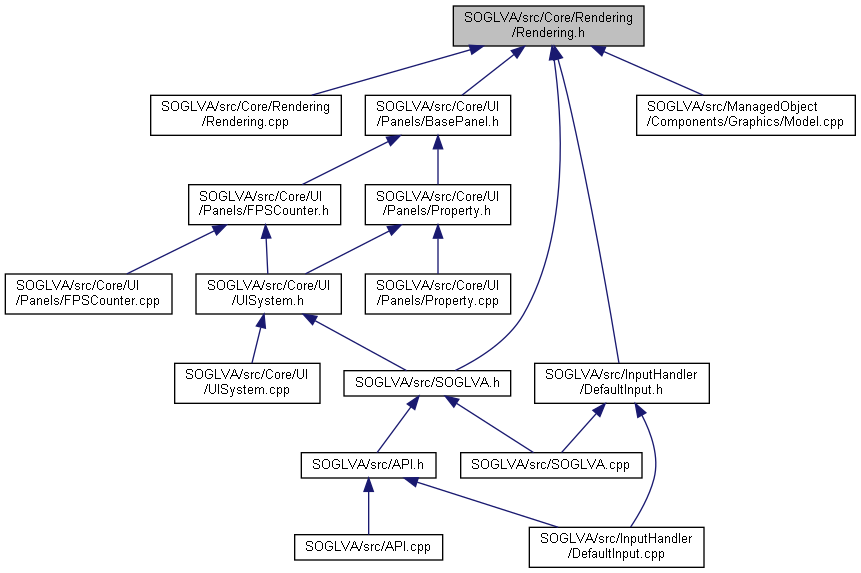 SOGLVA/src/Core/Rendering
/Rendering.h
SOGLVA/src/Core/Rendering
/Rendering.cpp
SOGLVA/src/Core/UI
/Panels/BasePanel.h
SOGLVA/src/ManagedObject
/Components/Graphics/Model.cpp
SOGLVA/src/Core/UI
/Panels/FPSCounter.h
SOGLVA/src/Core/UI
/Panels/Property.h
SOGLVA/src/Core/UI
/Panels/FPSCounter.cpp
SOGLVA/src/Core/UI
/UISystem.h
SOGLVA/src/Core/UI
/Panels/Property.cpp
SOGLVA/src/Core/UI
/UISystem.cpp
SOGLVA/src/SOGLVA.h
SOGLVA/src/InputHandler
/DefaultInput.h
SOGLVA/src/API.h
SOGLVA/src/SOGLVA.cpp
SOGLVA/src/API.cpp
SOGLVA/src/InputHandler
/DefaultInput.cpp